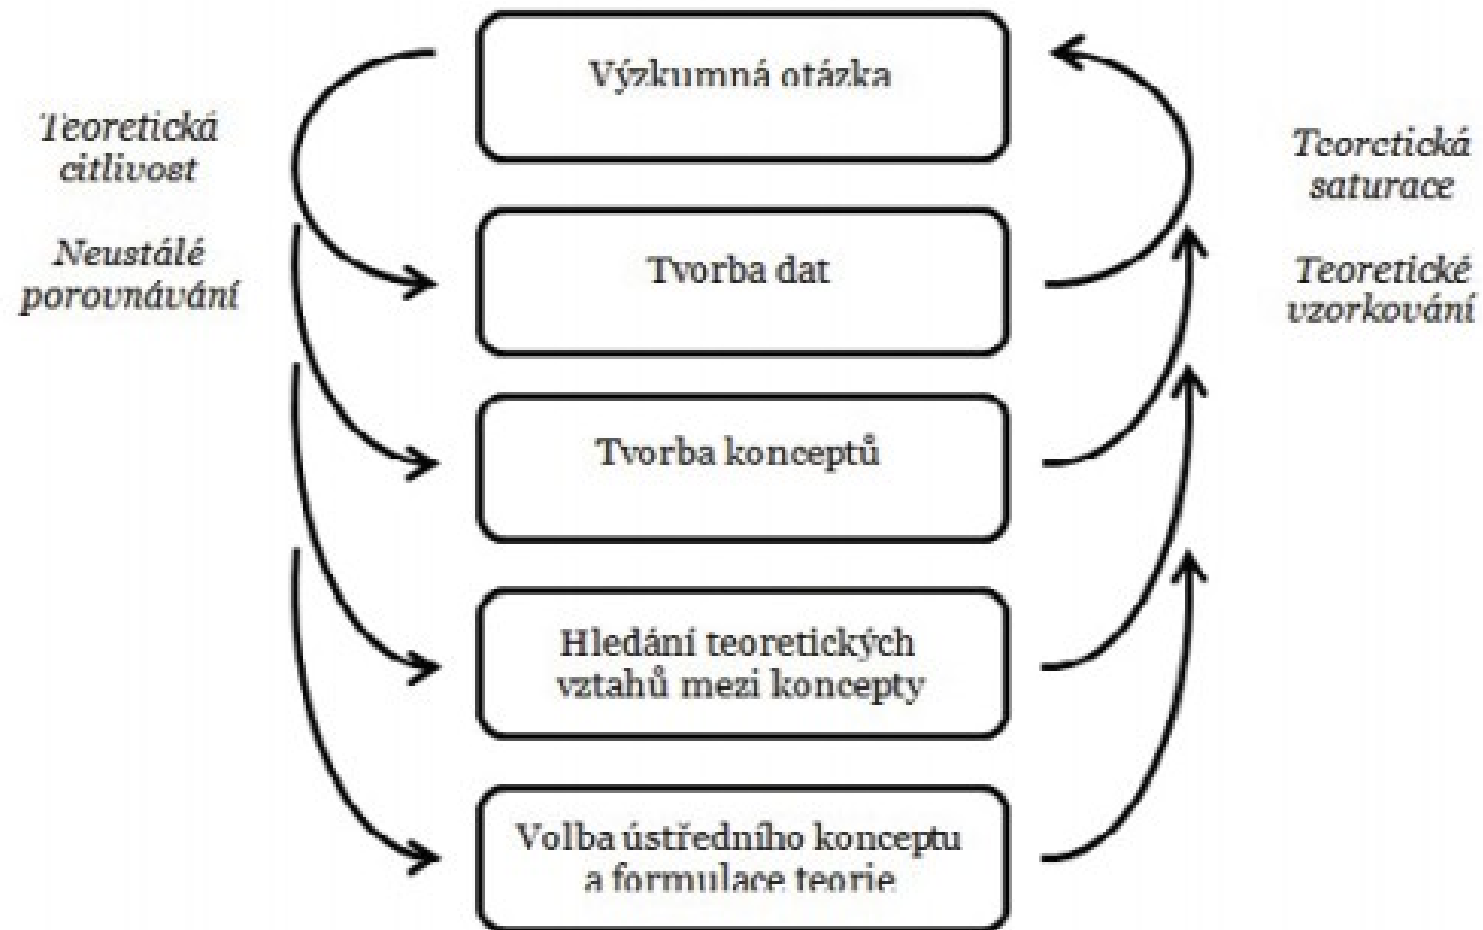 Výzkumná otázka
Teoretická
citlivost
Neustálé
porovnávání
Teoretická
saturace
Teoretické
vzorkování
Tvorba dat
Tvorba konceptů
Hledání teoretických
vztahů mezi koncepty
Volba ústředního konceptu
a formulace teorie